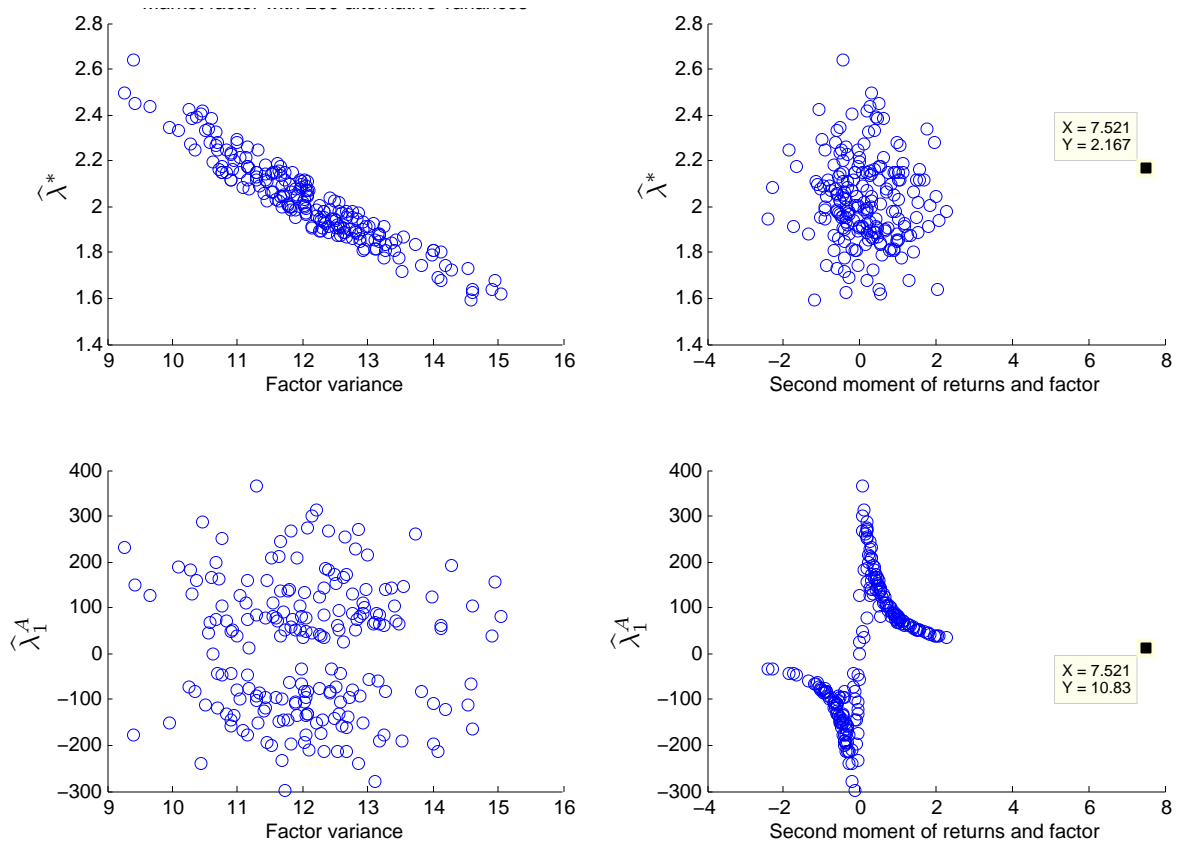 2.8
2.6
2.4
2.2
2
1.8
1.6
1.4
λ̂*
9 10 11 12 13 14 15 16
Factor variance
2.8
2.6
2.4
2.2
2
1.8
1.6
1.4
λ̂*
X = 7.521
Y = 2.167
−4 −2 0 2 4 6 8
Second moment of returns and factor
400
300
200
100
0
−100
−200
−300
λ̂₁ᴬ
9 10 11 12 13 14 15 16
Factor variance
400
300
200
100
0
−100
−200
−300
λ̂₁ᴬ
X = 7.521
Y = 10.83
−4 −2 0 2 4 6 8
Second moment of returns and factor